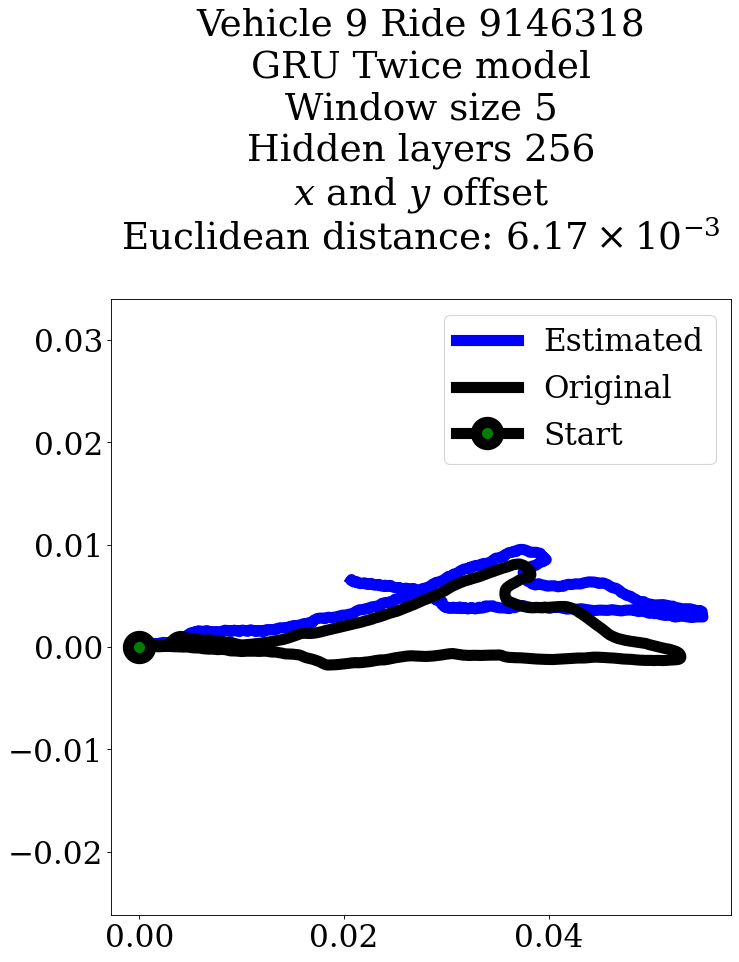 Vehicle 9 Ride 9146318
GRU Twice model
Window size 5
Hidden layers 256
x and y offset
Euclidean distance: 6.17 × 10⁻³
Estimated
Original
Start
0.03
0.02
0.01
0.00
−0.01
−0.02
0.00 0.02 0.04